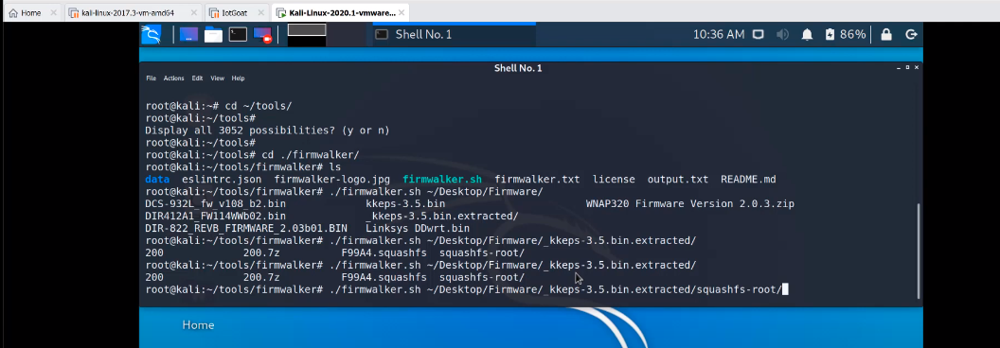 Home kali-linux-2017.3-vm-amd64 IotGoat Kali-Linux-2020.1-vmware...
Shell No. 1 10:36 AM 86%
Shell No. 1
File Actions Edit View Help
root@kali:~# cd ~/tools/
root@kali:~/tools#
Display all 3052 possibilities? (y or n)
root@kali:~/tools#
root@kali:~/tools# cd ./firmwalker/
root@kali:~/tools/firmwalker# ls
data eslintrc.json firmwalker-logo.jpg firmwalker.sh firmwalker.txt license output.txt README.md
root@kali:~/tools/firmwalker# ./firmwalker.sh ~/Desktop/Firmware/
DCS-932L_fw_v108_b2.bin kkeps-3.5.bin WNAP320 Firmware Version 2.0.3.zip
DIR412A1_FW114WWb02.bin _kkeps-3.5.bin.extracted/
DIR-822_REVB_FIRMWARE_2.03b01.BIN Linksys DDwrt.bin
root@kali:~/tools/firmwalker# ./firmwalker.sh ~/Desktop/Firmware/_kkeps-3.5.bin.extracted/
200 200.7z F99A4.squashfs squashfs-root/
root@kali:~/tools/firmwalker# ./firmwalker.sh ~/Desktop/Firmware/_kkeps-3.5.bin.extracted/
200 200.7z F99A4.squashfs squashfs-root/
root@kali:~/tools/firmwalker# ./firmwalker.sh ~/Desktop/Firmware/_kkeps-3.5.bin.extracted/squashfs-root/
Home